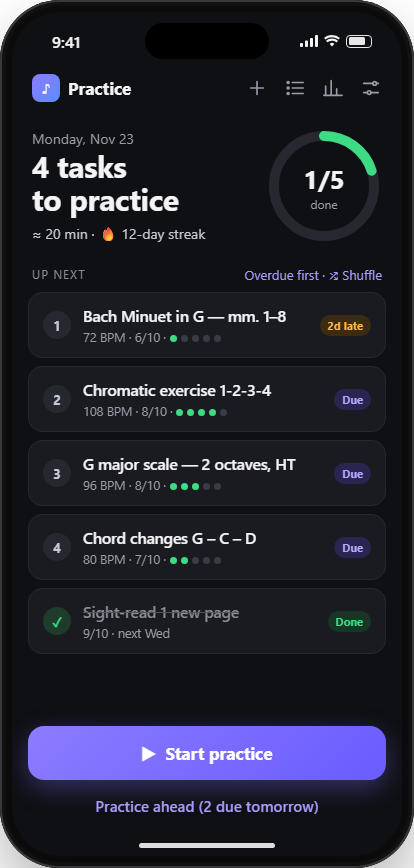 9:41
Practice
Monday, Nov 23
4 tasks
to practice
≈ 20 min · 🔥 12-day streak
1/5
done
UP NEXT
Overdue first · 🔀 Shuffle
1
Bach Minuet in G — mm. 1–8
72 BPM · 6/10 ·
2d late
2
Chromatic exercise 1-2-3-4
108 BPM · 8/10 ·
Due
3
G major scale — 2 octaves, HT
96 BPM · 8/10 ·
Due
4
Chord changes G – C – D
80 BPM · 7/10 ·
Due
✓
Sight-read 1 new page
9/10 · next Wed
Done
▶ Start practice
Practice ahead (2 due tomorrow)